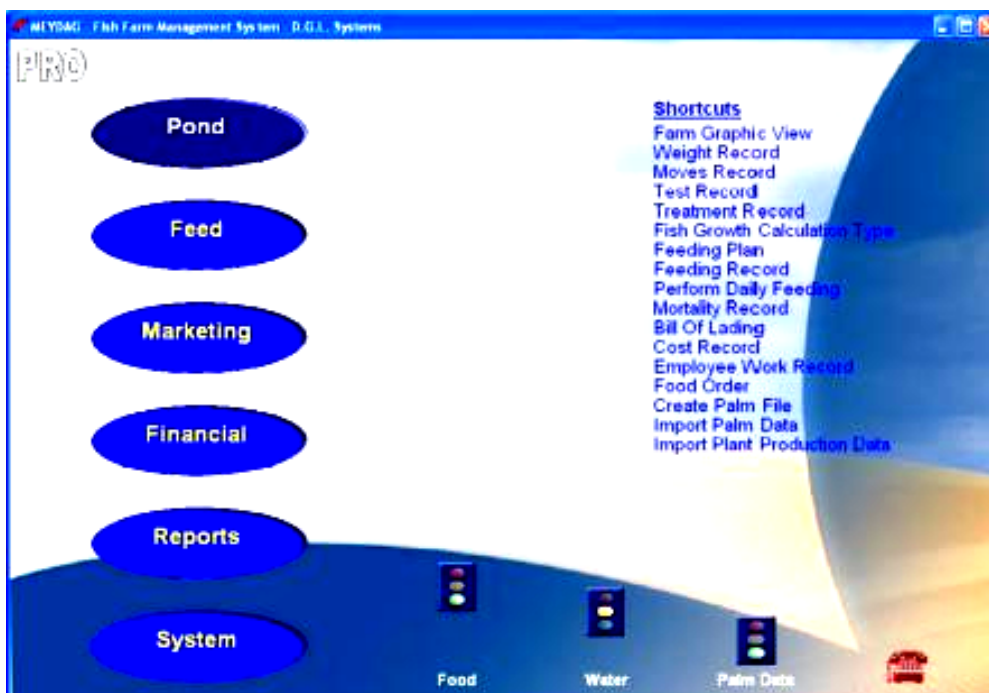 MEYDAG Fish Farm Management System D.G.L. Systems
PRO
Pond
Feed
Marketing
Financial
Reports
System
Shortcuts
Farm Graphic View
Weight Record
Moves Record
Test Record
Treatment Record
Fish Growth Calculation Type
Feeding Plan
Feeding Record
Perform Daily Feeding
Mortality Record
Bill Of Lading
Cost Record
Employee Work Record
Food Order
Create Palm File
Import Palm Data
Import Plant Production Data
Food
Water
Palm Data